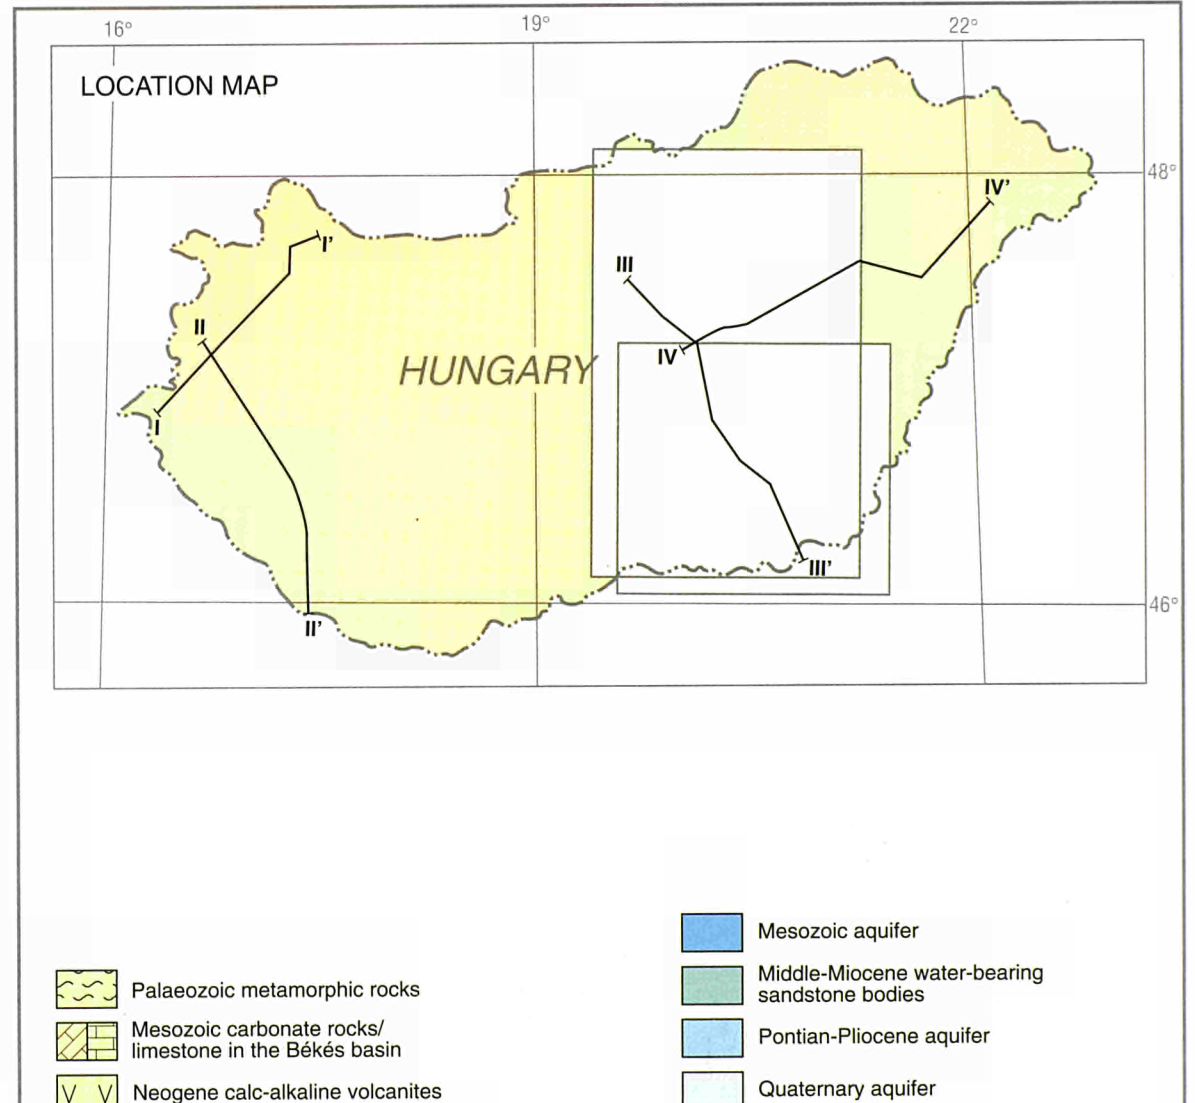 16° 19° 22°
LOCATION MAP
48°
IV'
I'
III
II
IV
HUNGARY
I
III'
46°
II'
Mesozoic aquifer
Palaeozoic metamorphic rocks
Middle-Miocene water-bearing
sandstone bodies
Mesozoic carbonate rocks/
limestone in the Békés basin
Pontian-Pliocene aquifer
Neogene calc-alkaline volcanites
Quaternary aquifer